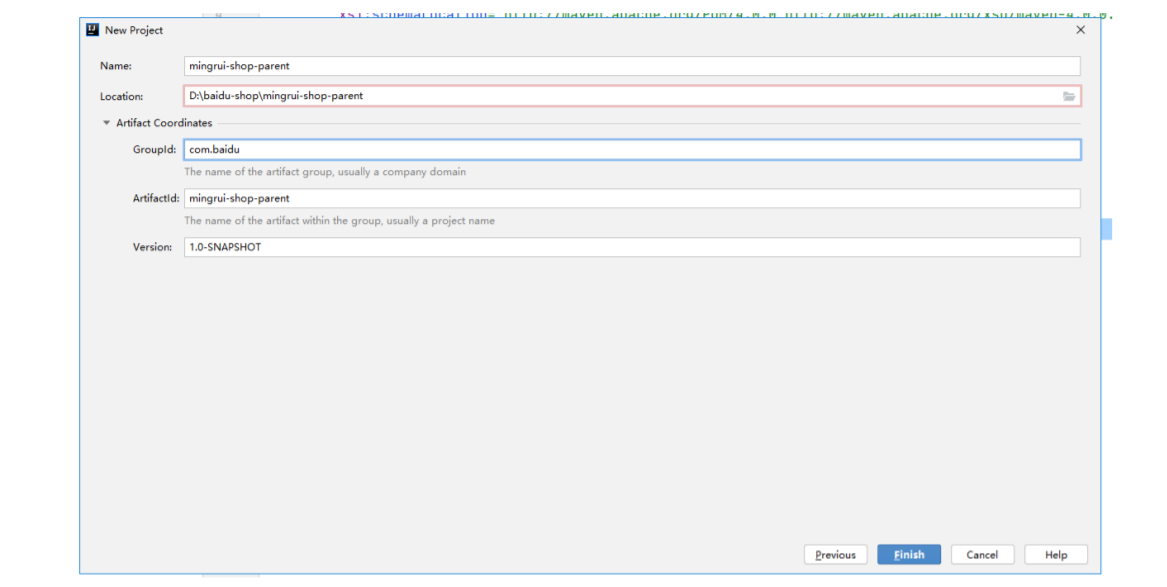 New Project
Name: mingrui-shop-parent
Location: D:\baidu-shop\mingrui-shop-parent
Artifact Coordinates
GroupId: com.baidu
The name of the artifact group, usually a company domain
ArtifactId: mingrui-shop-parent
The name of the artifact within the group, usually a project name
Version: 1.0-SNAPSHOT
Previous Finish Cancel Help